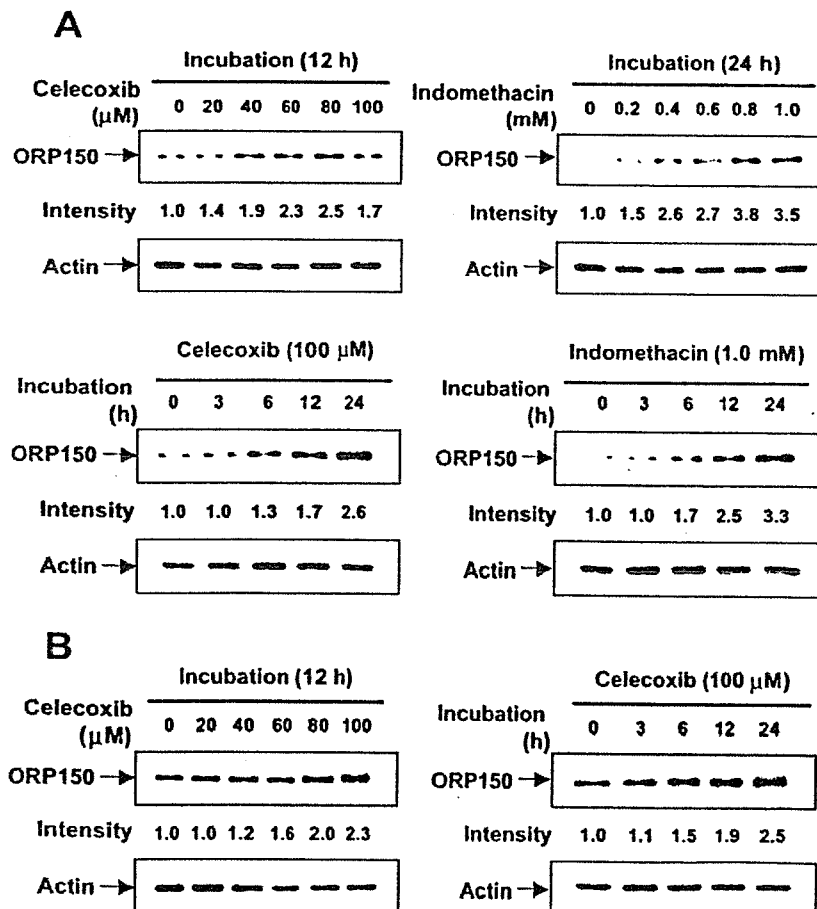 A
Incubation (12 h)
Celecoxib (μM) 0 20 40 60 80 100
ORP150
Intensity 1.0 1.4 1.9 2.3 2.5 1.7
Actin
Incubation (24 h)
Indomethacin (mM) 0 0.2 0.4 0.6 0.8 1.0
ORP150
Intensity 1.0 1.5 2.6 2.7 3.8 3.5
Actin
Celecoxib (100 μM)
Incubation (h) 0 3 6 12 24
ORP150
Intensity 1.0 1.0 1.3 1.7 2.6
Actin
Indomethacin (1.0 mM)
Incubation (h) 0 3 6 12 24
ORP150
Intensity 1.0 1.0 1.7 2.5 3.3
Actin
B
Incubation (12 h)
Celecoxib (μM) 0 20 40 60 80 100
ORP150
Intensity 1.0 1.0 1.2 1.6 2.0 2.3
Actin
Celecoxib (100 μM)
Incubation (h) 0 3 6 12 24
ORP150
Intensity 1.0 1.1 1.5 1.9 2.5
Actin